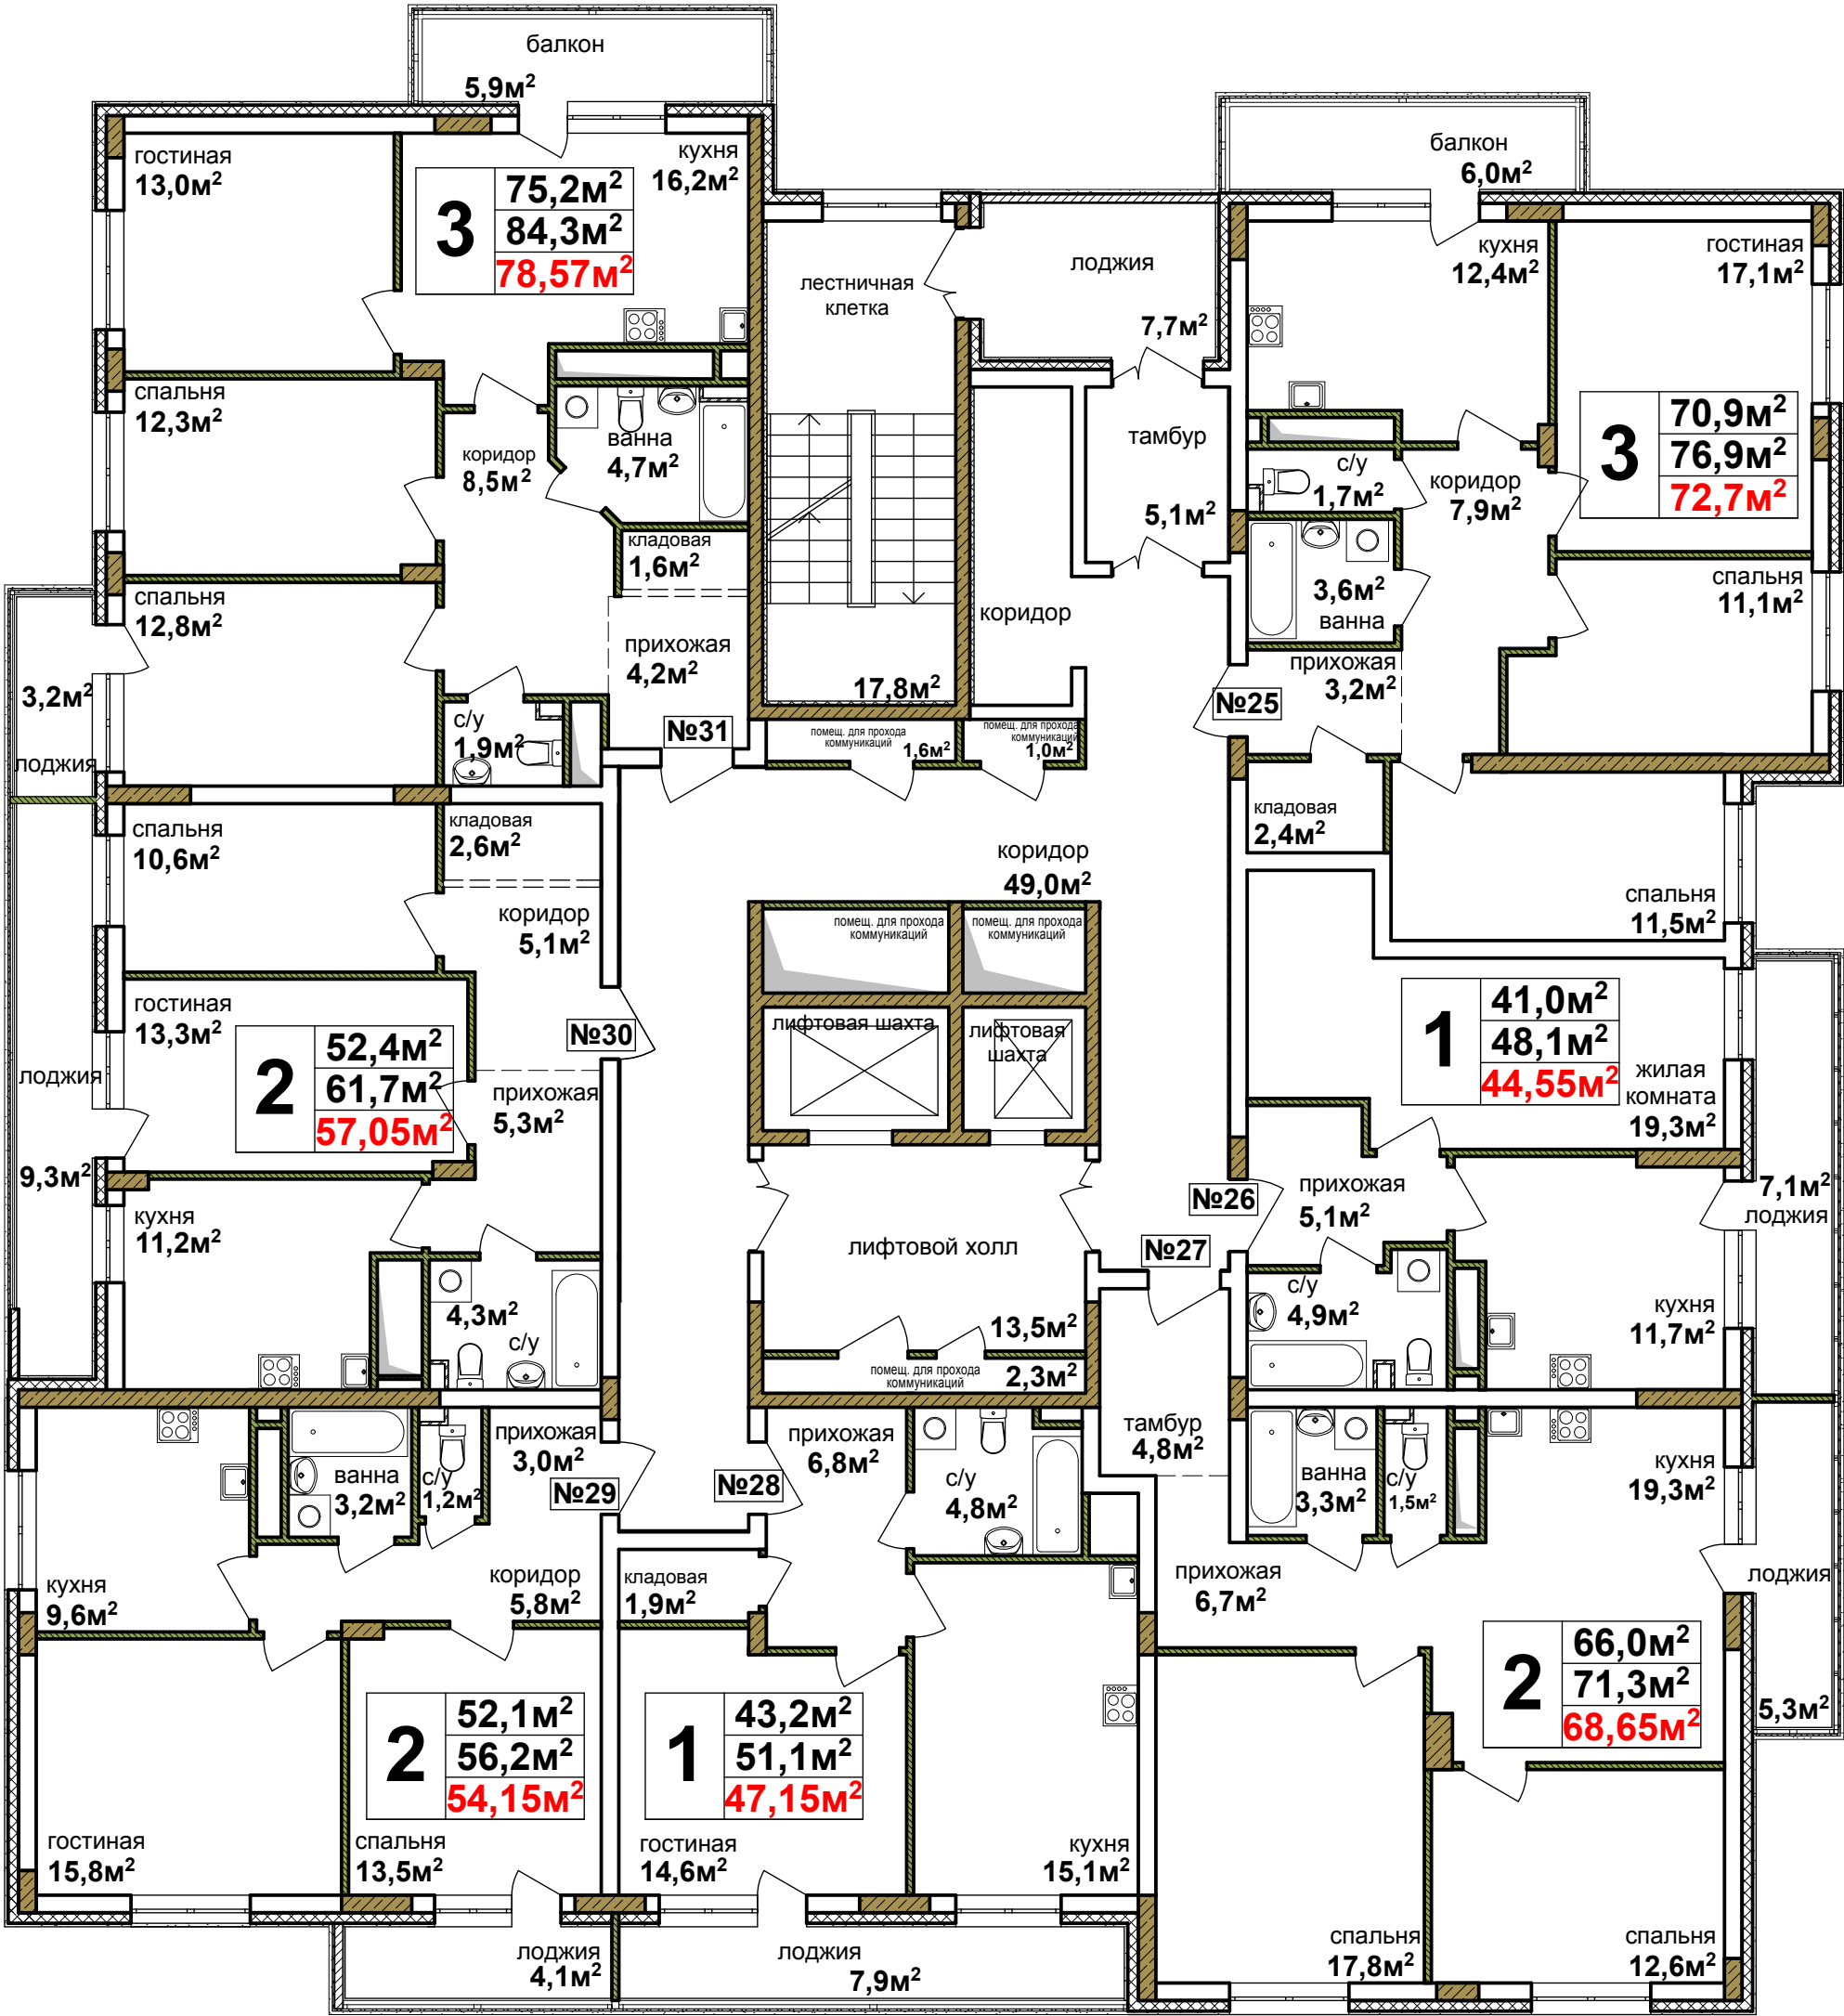 балкон
5,9м²
гостиная
13,0м²
кухня
16,2м²
3
75,2м²
84,3м²
78,57м²
балкон
6,0м²
кухня
12,4м²
гостиная
17,1м²
лестничная
клетка
лоджия
7,7м²
спальня
12,3м²
коридор
8,5м²
ванна
4,7м²
тамбур
5,1м²
с/у
1,7м²
коридор
7,9м²
3
70,9м²
76,9м²
72,7м²
кладовая
1,6м²
спальня
12,8м²
коридор
3,6м²
ванна
спальня
11,1м²
прихожая
4,2м²
17,8м²
прихожая
3,2м²
№25
3,2м²
лоджия
с/у
1,9м²
№31
помещ. для прохода
коммуникаций
1,6м²
помещ. для прохода
коммуникаций
1,0м²
спальня
10,6м²
кладовая
2,6м²
кладовая
2,4м²
коридор
49,0м²
коридор
5,1м²
помещ. для прохода
коммуникаций
помещ. для прохода
коммуникаций
спальня
11,5м²
гостиная
13,3м²
2
52,4м²
61,7м²
57,05м²
№30
лифтовая шахта
лифтовая
шахта
1
41,0м²
48,1м²
44,55м²
жилая
комната
19,3м²
лоджия
9,3м²
прихожая
5,3м²
кухня
11,2м²
№26
прихожая
5,1м²
7,1м²
лоджия
лифтовой холл
13,5м²
№27
4,3м²
с/у
с/у
4,9м²
кухня
11,7м²
помещ. для прохода
коммуникаций
2,3м²
прихожая
3,0м²
№29
№28
прихожая
6,8м²
с/у
4,8м²
тамбур
4,8м²
ванна
3,2м²
с/у
1,2м²
ванна
3,3м²
с/у
1,5м²
кухня
19,3м²
кухня
9,6м²
коридор
5,8м²
кладовая
1,9м²
прихожая
6,7м²
лоджия
5,3м²
2
66,0м²
71,3м²
68,65м²
2
52,1м²
56,2м²
54,15м²
1
43,2м²
51,1м²
47,15м²
гостиная
15,8м²
спальня
13,5м²
гостиная
14,6м²
кухня
15,1м²
спальня
17,8м²
спальня
12,6м²
лоджия
4,1м²
лоджия
7,9м²